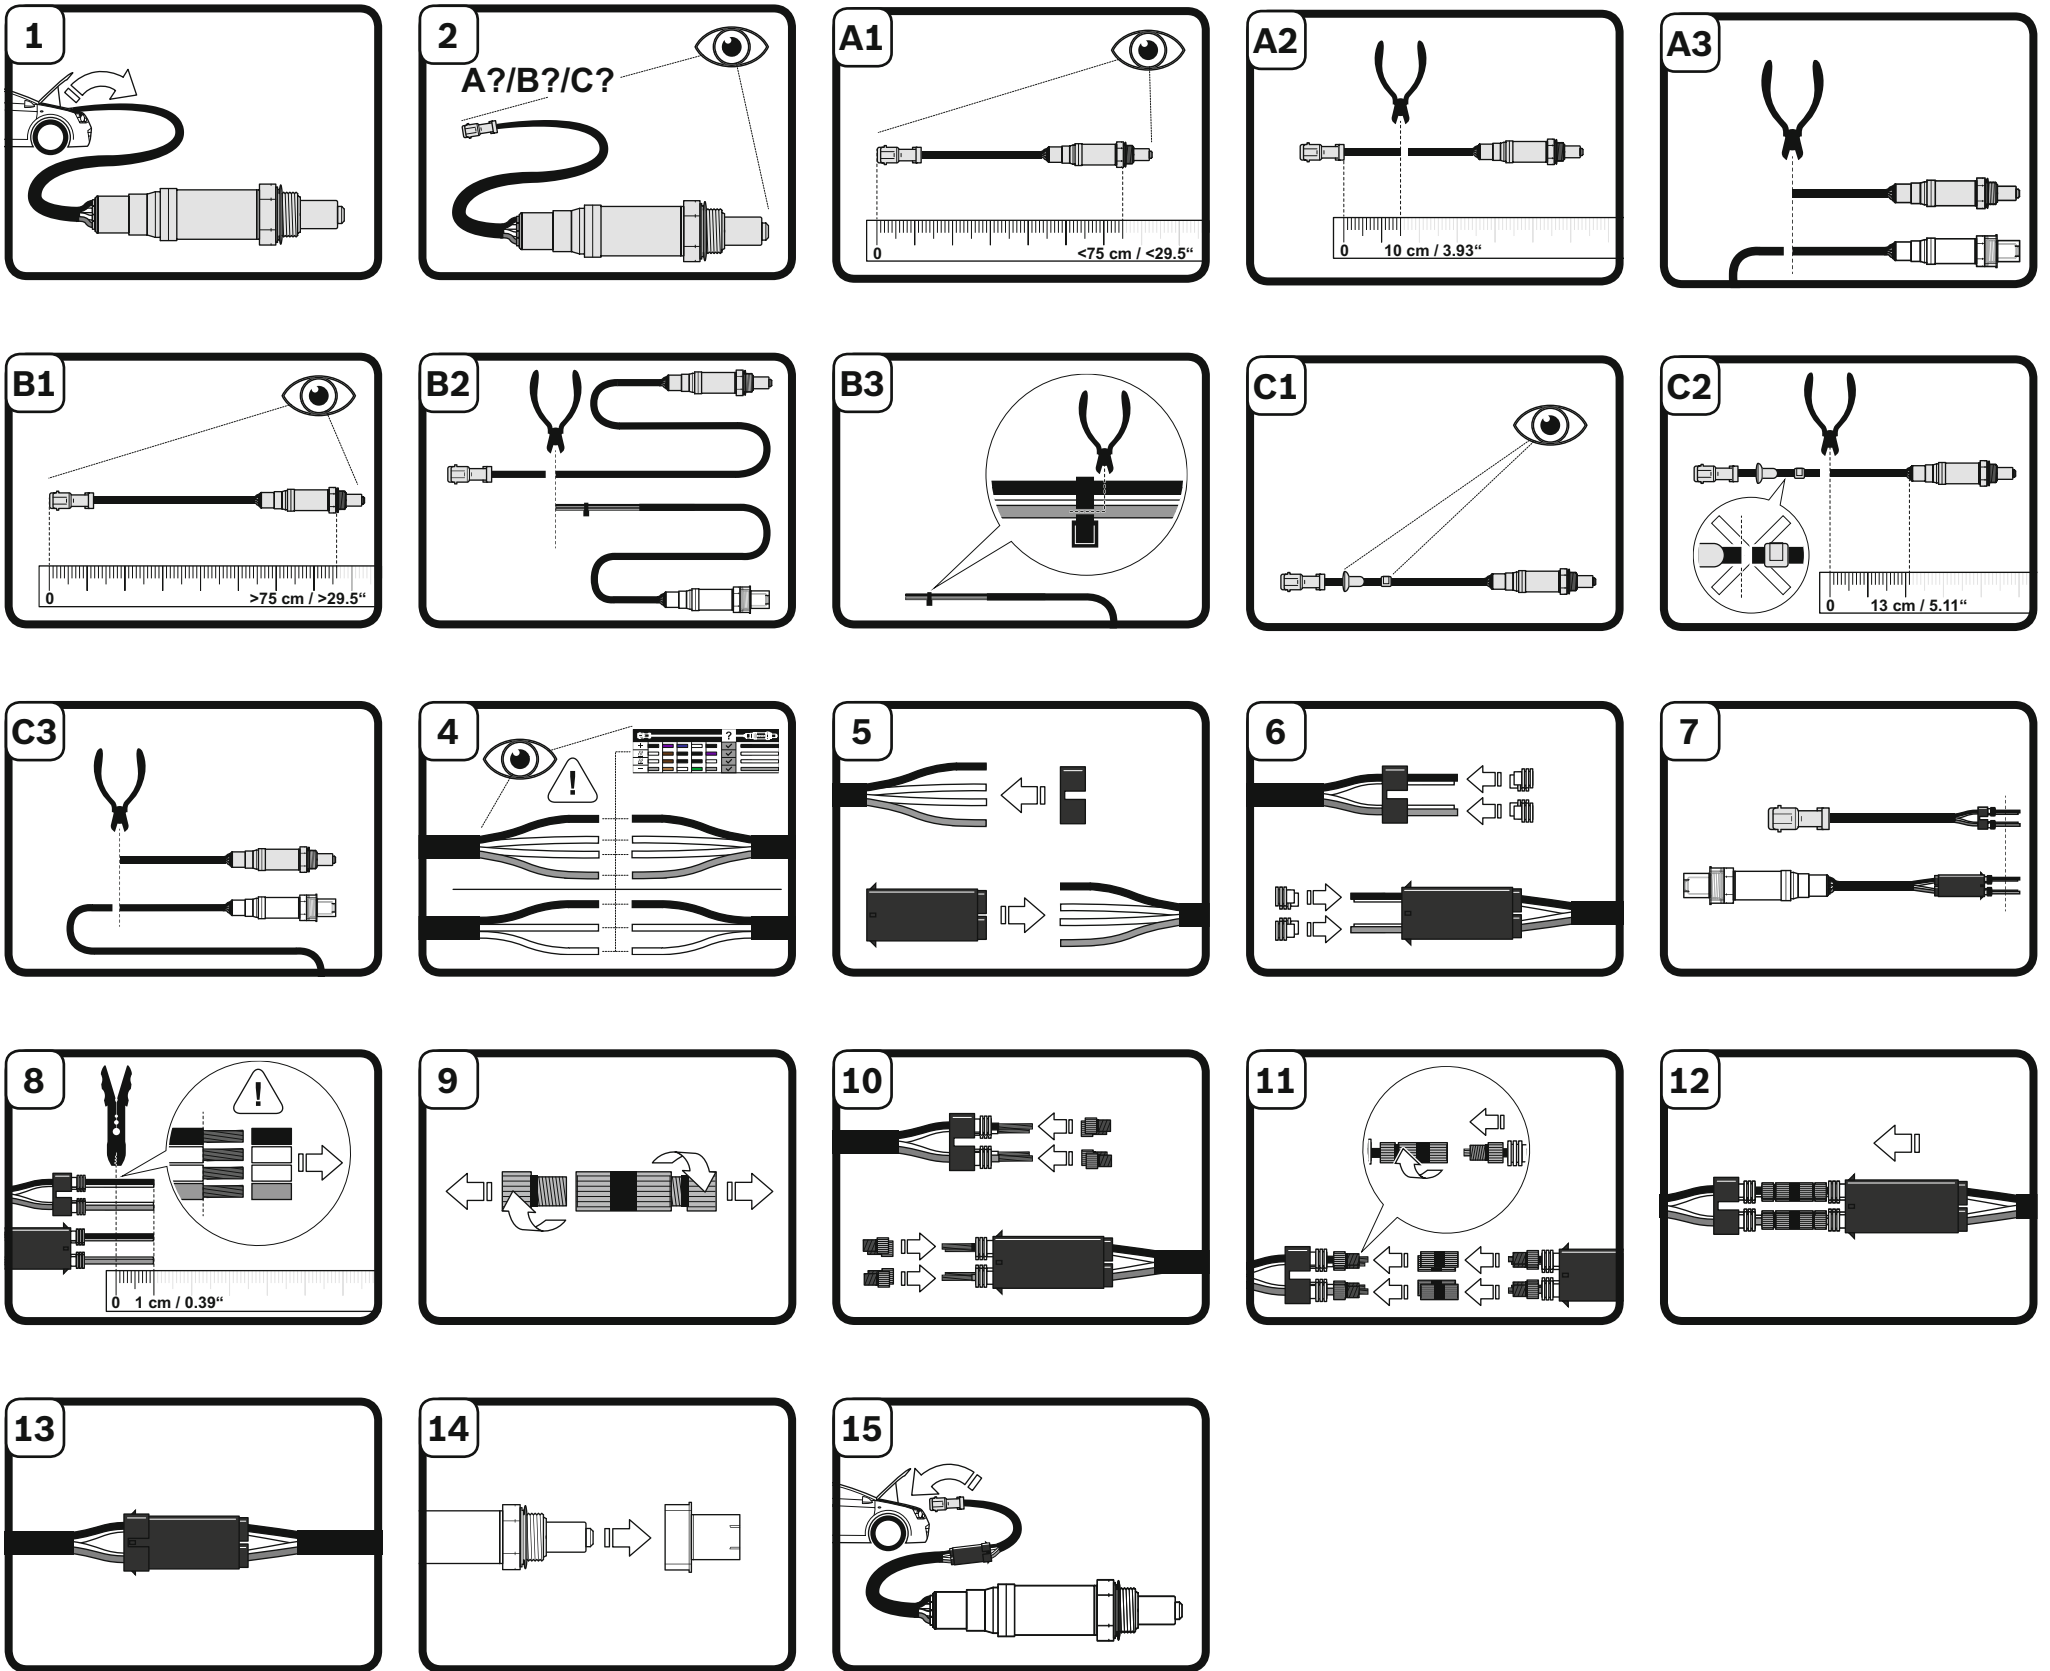 1
2
A?/B?/C?
A1
0 <75 cm / <29.5“
A2
0 10 cm / 3.93“
A3
B1
0 >75 cm / >29.5“
B2
B3
C1
C2
0 13 cm / 5.11“
C3
4
?
!
+
−
5
6
7
8
!
0 1 cm / 0.39“
9
10
11
12
13
14
15